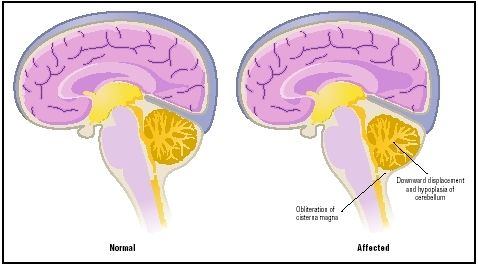 Downward displacement
and hypoplasia of
cerebellum
Obliteration of
cisterna magna
Normal
Affected